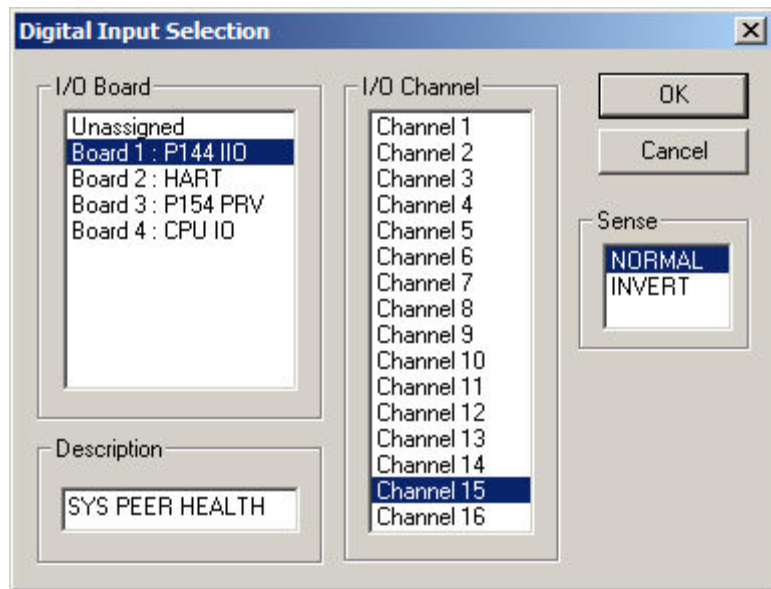 Digital Input Selection
I/O Board
Unassigned
Board 1 : P144 IIO
Board 2 : HART
Board 3 : P154 PRV
Board 4 : CPU IO
Description
SYS PEER HEALTH
I/O Channel
Channel 1
Channel 2
Channel 3
Channel 4
Channel 5
Channel 6
Channel 7
Channel 8
Channel 9
Channel 10
Channel 11
Channel 12
Channel 13
Channel 14
Channel 15
Channel 16
OK
Cancel
Sense
NORMAL
INVERT